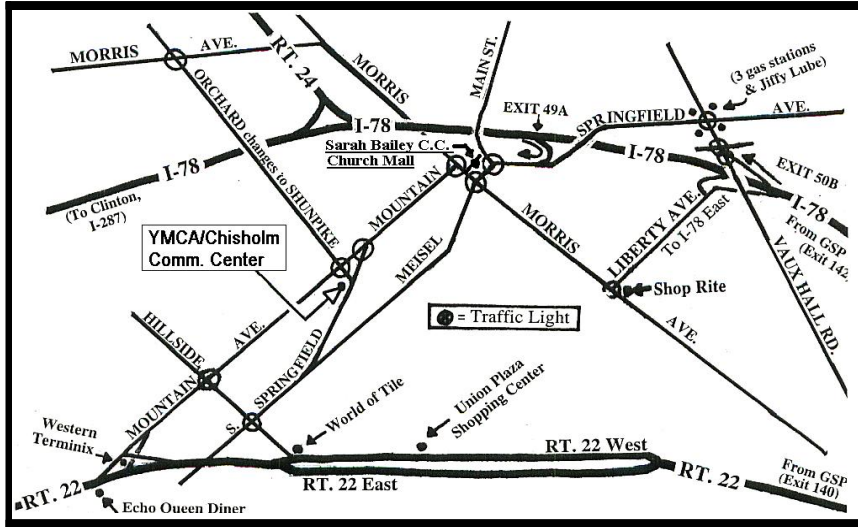 MORRIS AVE.
RT. 24
MORRIS
MAIN ST.
(3 gas stations
& Jiffy Lube)
EXIT 49A
SPRINGFIELD AVE.
ORCHARD changes to SHUNPIKE
I-78
I-78
Sarah Bailey C.C.
Church Mall
I-78
EXIT 50B
(To Clinton,
I-287)
MOUNTAIN
MORRIS
LIBERTY AVE.
To I-78 East
I-78
From GSP
(Exit 142)
YMCA/Chisholm
Comm. Center
MEISEL
VAUX HALL RD.
Shop Rite
HILLSIDE
AVE.
= Traffic Light
AVE.
MOUNTAIN
S. SPRINGFIELD
World of Tile
Union Plaza
Shopping Center
Western
Terminix
RT. 22 West
RT. 22
RT. 22 East
RT. 22
From GSP
(Exit 140)
Echo Queen Diner